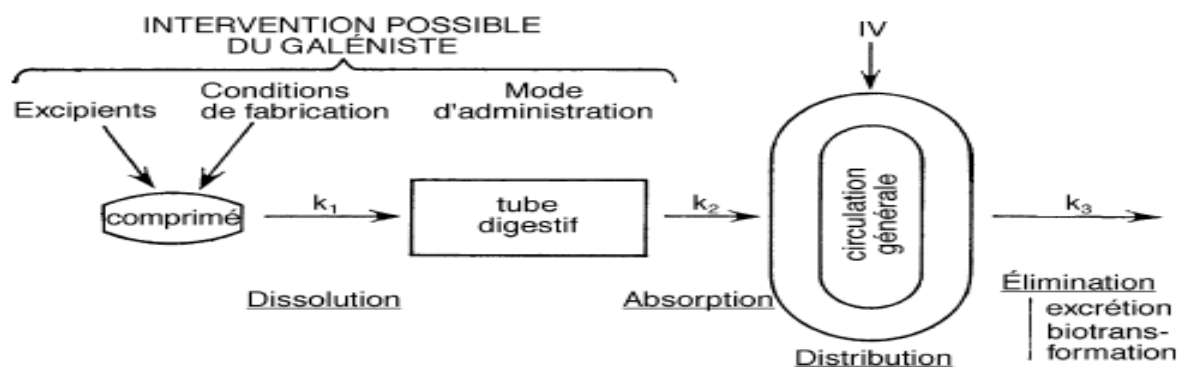 INTERVENTION POSSIBLE
DU GALÉNISTE
Excipients
Conditions
de fabrication
Mode
d'administration
IV
comprimé
k₁
tube
digestif
k₂
circulation
générale
k₃
Dissolution
Absorption
Distribution
Élimination
excrétion
biotrans-
formation